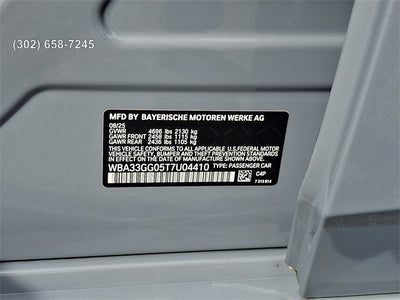 (302) 658-7245
MFD BY BAYERISCHE MOTOREN WERKE AG
08/25
GVWR 4696 lbs 2130 kg
GAWR FRONT 2458 lbs 1115 kg
GAWR REAR 2436 lbs 1105 kg
THIS VEHICLE CONFORMS TO ALL APPLICABLE FEDERAL MOTOR
VEHICLE SAFETY, BUMPER AND THEFT PREVENTION STANDARDS
IN EFFECT ON THE DATE OF MANUFACTURE SHOWN ABOVE.
WBA33GG05T7U04410 TYPE: PASSENGER CAR
C4P